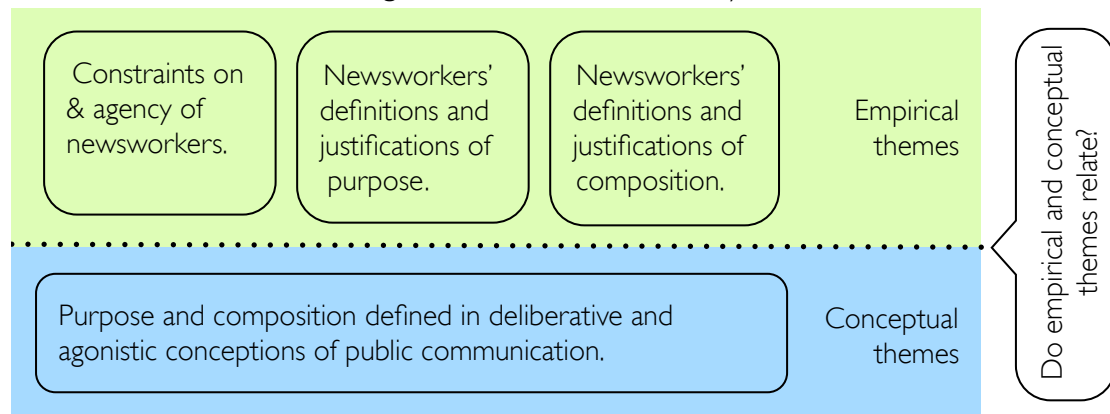 Constraints on
& agency of
newsworkers.
Newsworkers’
definitions and
justifications of
purpose.
Newsworkers’
definitions and
justifications of
composition.
Empirical
themes
Purpose and composition defined in deliberative and
agonistic conceptions of public communication.
Conceptual
themes
Do empirical and conceptual
themes relate?